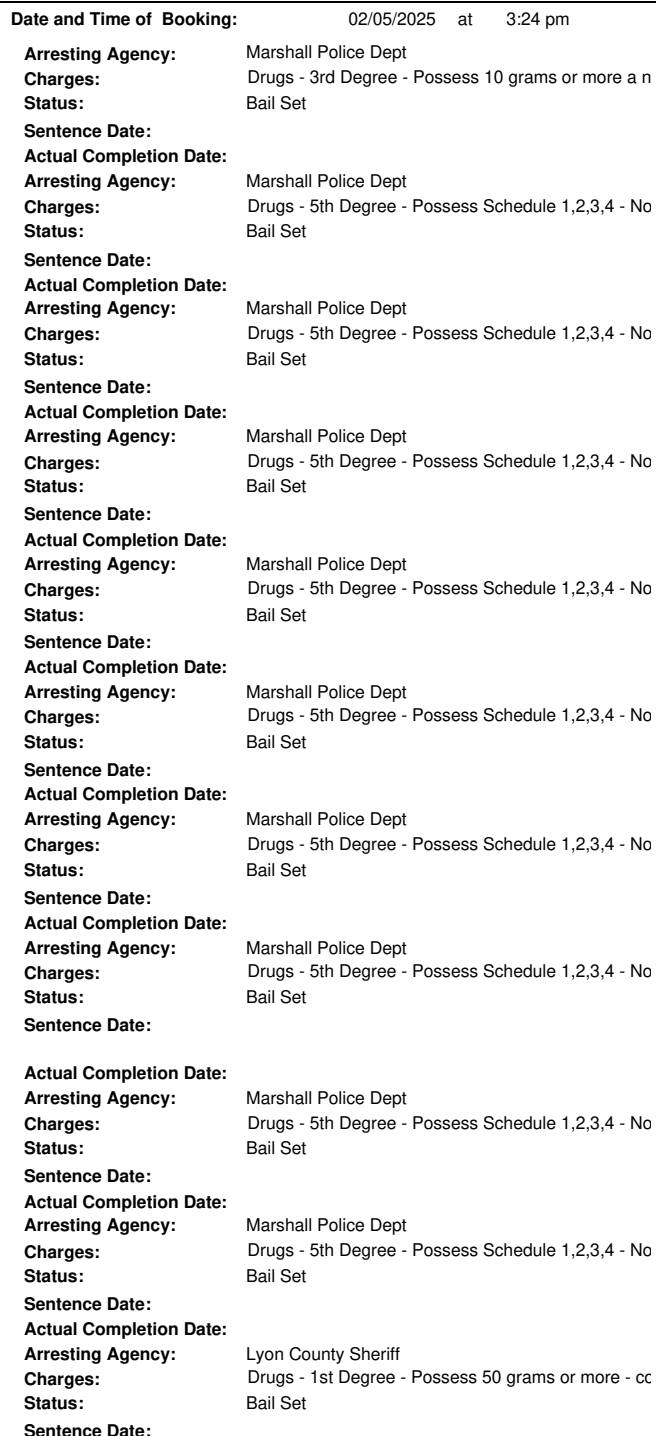 Date and Time of Booking: 02/05/2025 at 3:24 pm
Arresting Agency: Marshall Police Dept
Charges: Drugs - 3rd Degree - Possess 10 grams or more a n
Status: Bail Set
Sentence Date:
Actual Completion Date:
Arresting Agency: Marshall Police Dept
Charges: Drugs - 5th Degree - Possess Schedule 1,2,3,4 - No
Status: Bail Set
Sentence Date:
Actual Completion Date:
Arresting Agency: Marshall Police Dept
Charges: Drugs - 5th Degree - Possess Schedule 1,2,3,4 - No
Status: Bail Set
Sentence Date:
Actual Completion Date:
Arresting Agency: Marshall Police Dept
Charges: Drugs - 5th Degree - Possess Schedule 1,2,3,4 - No
Status: Bail Set
Sentence Date:
Actual Completion Date:
Arresting Agency: Marshall Police Dept
Charges: Drugs - 5th Degree - Possess Schedule 1,2,3,4 - No
Status: Bail Set
Sentence Date:
Actual Completion Date:
Arresting Agency: Marshall Police Dept
Charges: Drugs - 5th Degree - Possess Schedule 1,2,3,4 - No
Status: Bail Set
Sentence Date:
Actual Completion Date:
Arresting Agency: Marshall Police Dept
Charges: Drugs - 5th Degree - Possess Schedule 1,2,3,4 - No
Status: Bail Set
Sentence Date:
Actual Completion Date:
Arresting Agency: Marshall Police Dept
Charges: Drugs - 5th Degree - Possess Schedule 1,2,3,4 - No
Status: Bail Set
Sentence Date:
Actual Completion Date:
Arresting Agency: Marshall Police Dept
Charges: Drugs - 5th Degree - Possess Schedule 1,2,3,4 - No
Status: Bail Set
Sentence Date:
Actual Completion Date:
Arresting Agency: Marshall Police Dept
Charges: Drugs - 5th Degree - Possess Schedule 1,2,3,4 - No
Status: Bail Set
Sentence Date:
Actual Completion Date:
Arresting Agency: Lyon County Sheriff
Charges: Drugs - 1st Degree - Possess 50 grams or more - co
Status: Bail Set
Sentence Date: